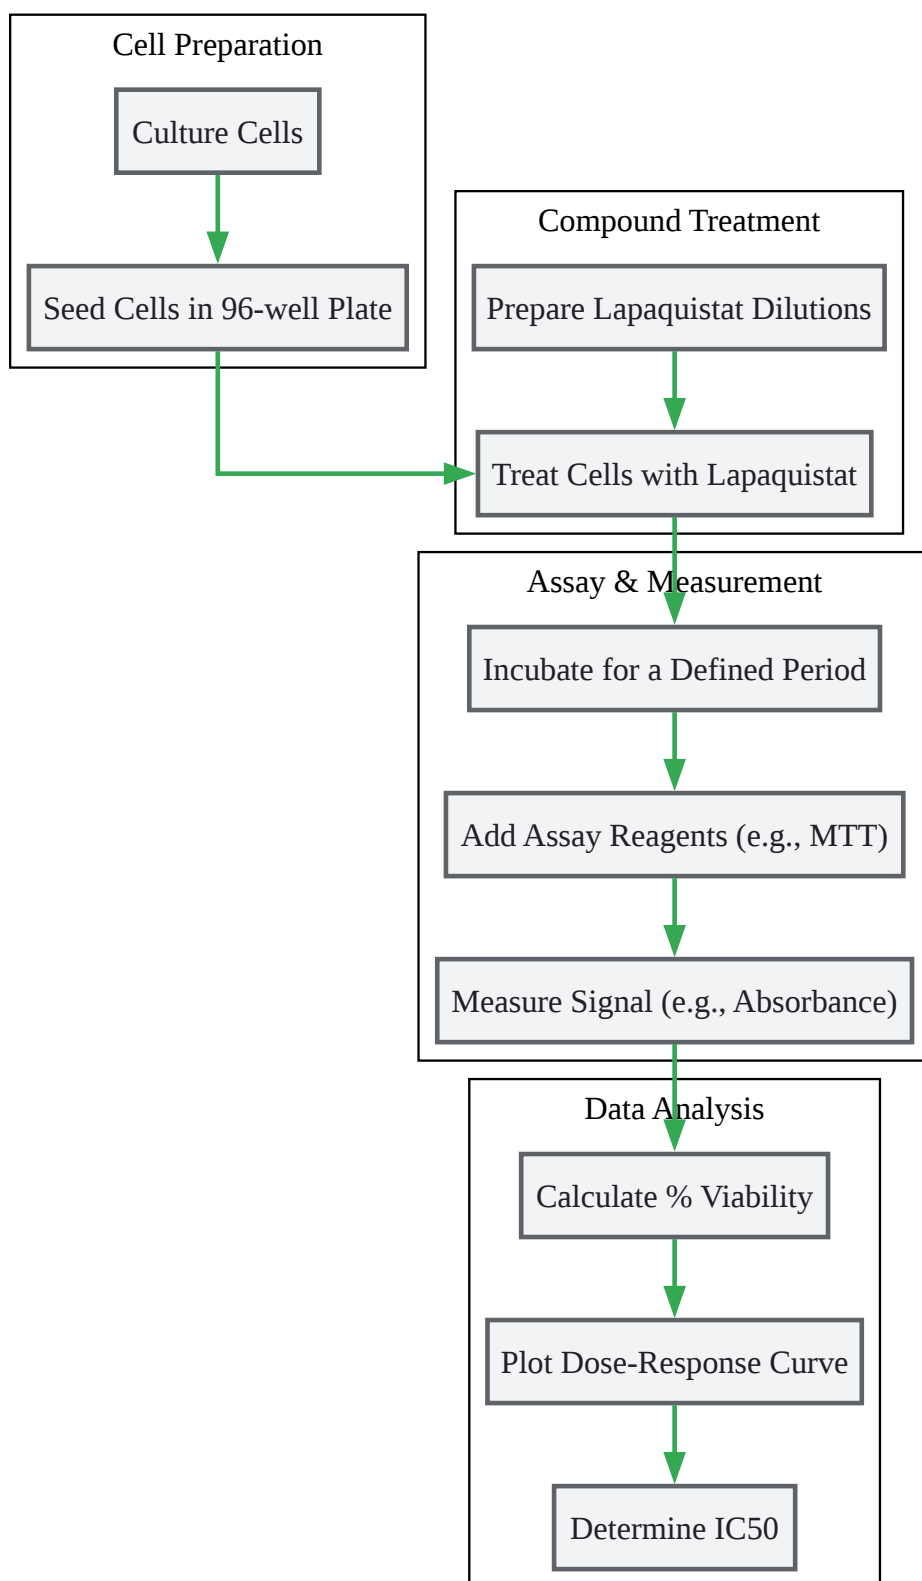 Cell Preparation
Culture Cells
Seed Cells in 96-well Plate
Compound Treatment
Prepare Lapaquistat Dilutions
Treat Cells with Lapaquistat
Assay & Measurement
Incubate for a Defined Period
Add Assay Reagents (e.g., MTT)
Measure Signal (e.g., Absorbance)
Data Analysis
Calculate % Viability
Plot Dose-Response Curve
Determine IC50